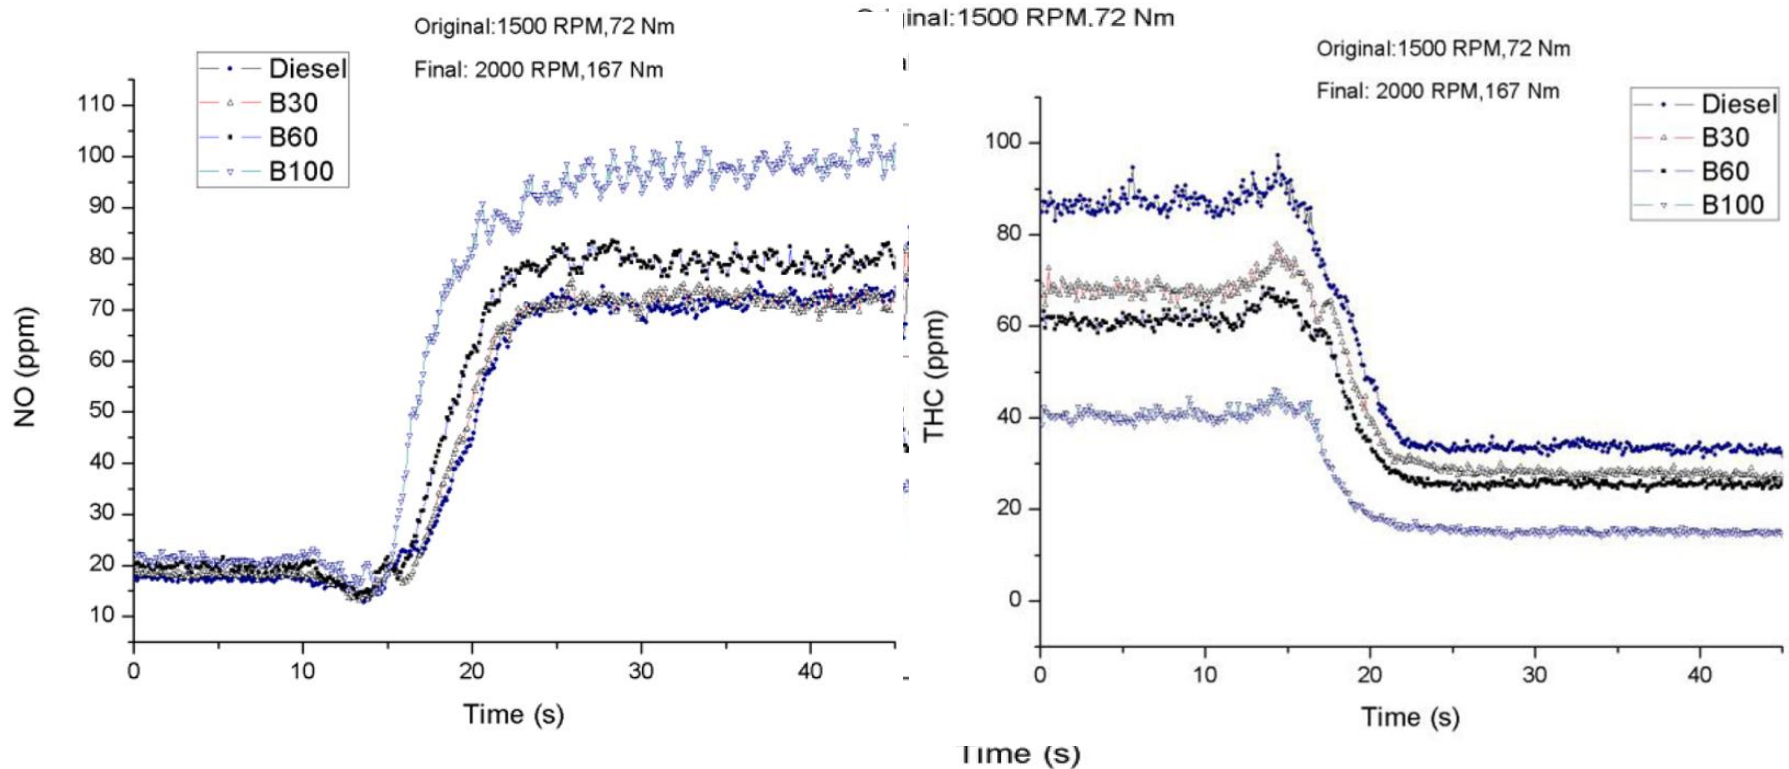 Original:1500 RPM,72 Nm
Final: 2000 RPM,167 Nm
Diesel
B30
B60
B100
110
100
90
80
70
60
50
40
30
20
10
NO (ppm)
0
10
20
30
40
Time (s)
inal:1500 RPM,72 Nm
Original:1500 RPM,72 Nm
Final: 2000 RPM,167 Nm
Diesel
B30
B60
B100
100
80
60
40
20
0
THC (ppm)
0
10
20
30
40
Time (s)
Time (s)